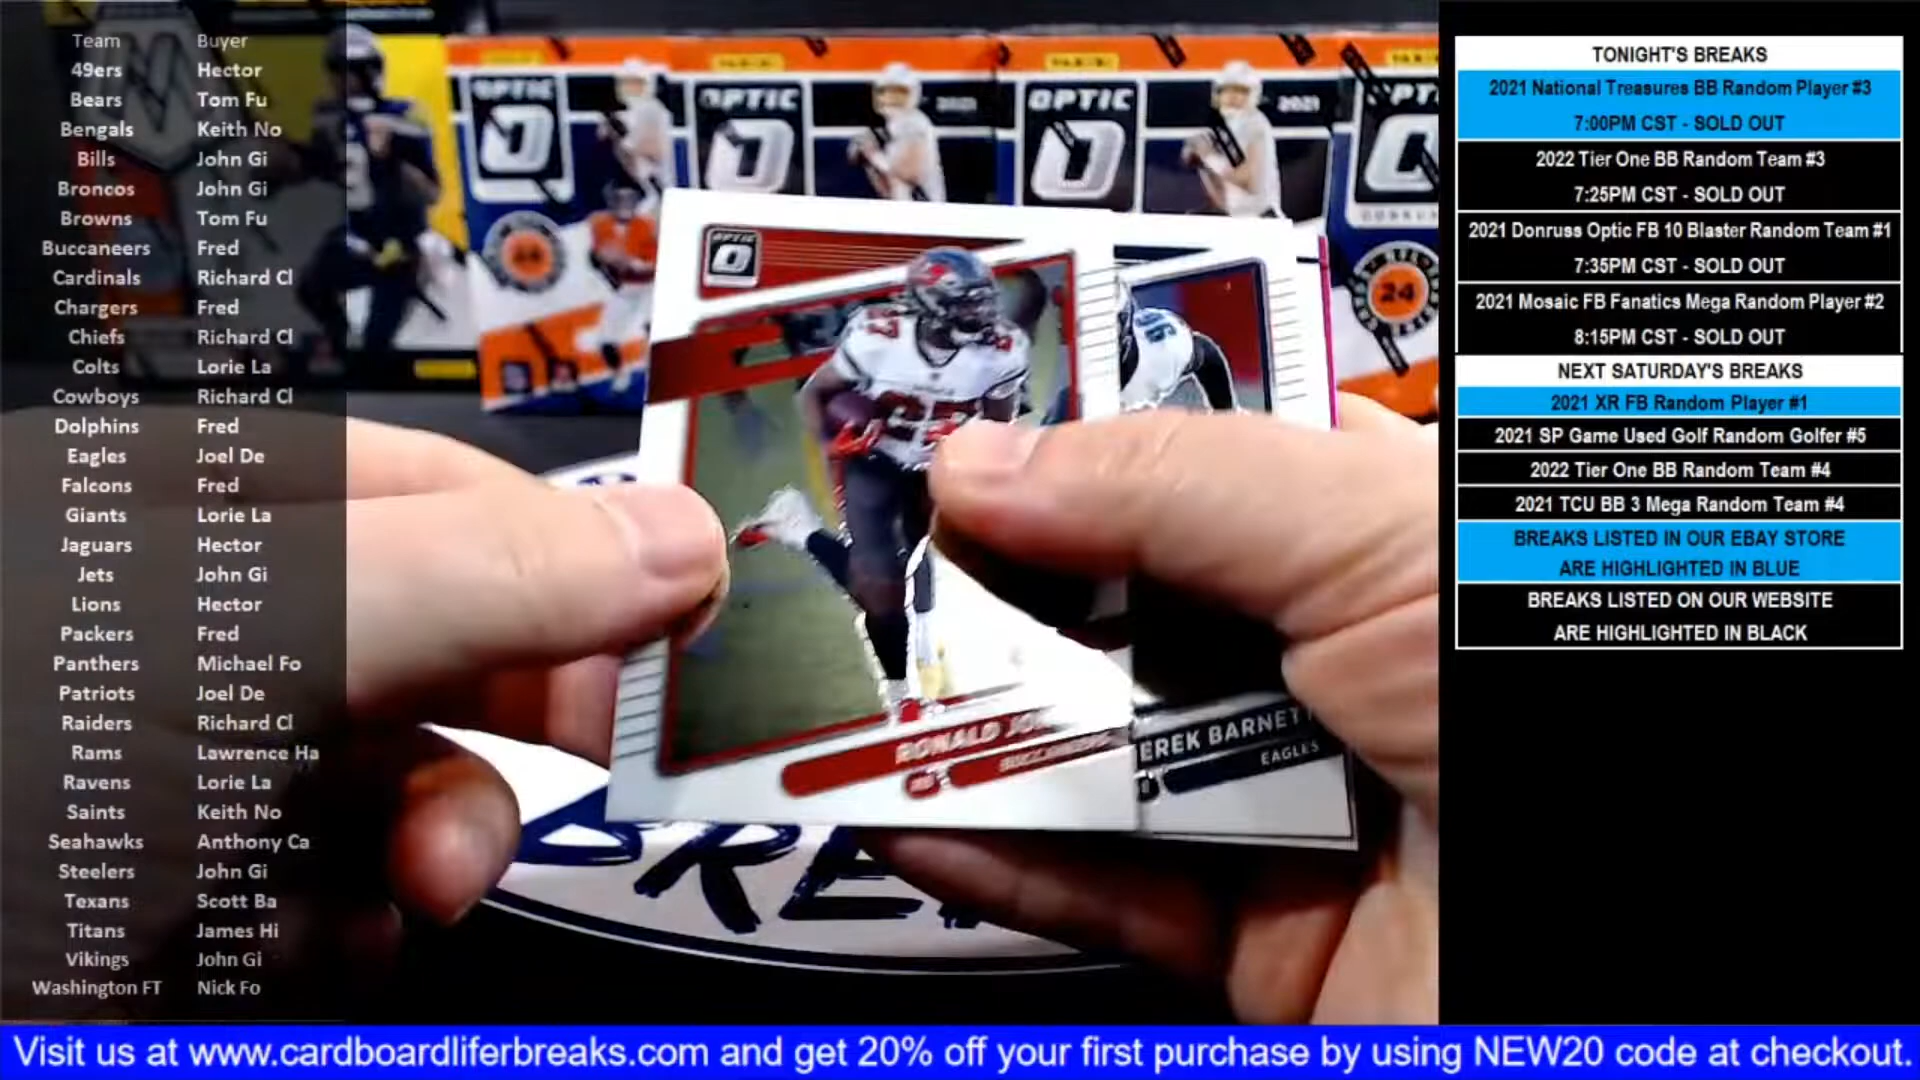 Team Buyer
49ers Hector
Bears Tom Fu
Bengals Keith No
Bills John Gi
Broncos John Gi
Browns Tom Fu
Buccaneers Fred
Cardinals Richard Cl
Chargers Fred
Chiefs Richard Cl
Colts Lorie La
Cowboys Richard Cl
Dolphins Fred
Eagles Joel De
Falcons Fred
Giants Lorie La
Jaguars Hector
Jets John Gi
Lions Hector
Packers Fred
Panthers Michael Fo
Patriots Joel De
Raiders Richard Cl
Rams Lawrence Ha
Ravens Lorie La
Saints Keith No
Seahawks Anthony Ca
Steelers John Gi
Texans Scott Ba
Titans James Hi
Vikings John Gi
Washington FT Nick Fo
OPTIC
OPTIC 2021
OPTIC 2021
24
OPTIC
RONALD JO
BUCCANEERS
EREK BARNETT
EAGLES
TONIGHT'S BREAKS
2021 National Treasures BB Random Player #3
7:00PM CST - SOLD OUT
2022 Tier One BB Random Team #3
7:25PM CST - SOLD OUT
2021 Donruss Optic FB 10 Blaster Random Team #1
7:35PM CST - SOLD OUT
2021 Mosaic FB Fanatics Mega Random Player #2
8:15PM CST - SOLD OUT
NEXT SATURDAY'S BREAKS
2021 XR FB Random Player #1
2021 SP Game Used Golf Random Golfer #5
2022 Tier One BB Random Team #4
2021 TCU BB 3 Mega Random Team #4
BREAKS LISTED IN OUR EBAY STORE
ARE HIGHLIGHTED IN BLUE
BREAKS LISTED ON OUR WEBSITE
ARE HIGHLIGHTED IN BLACK
Visit us at www.cardboardliferbreaks.com and get 20% off your first purchase by using NEW20 code at checkout.